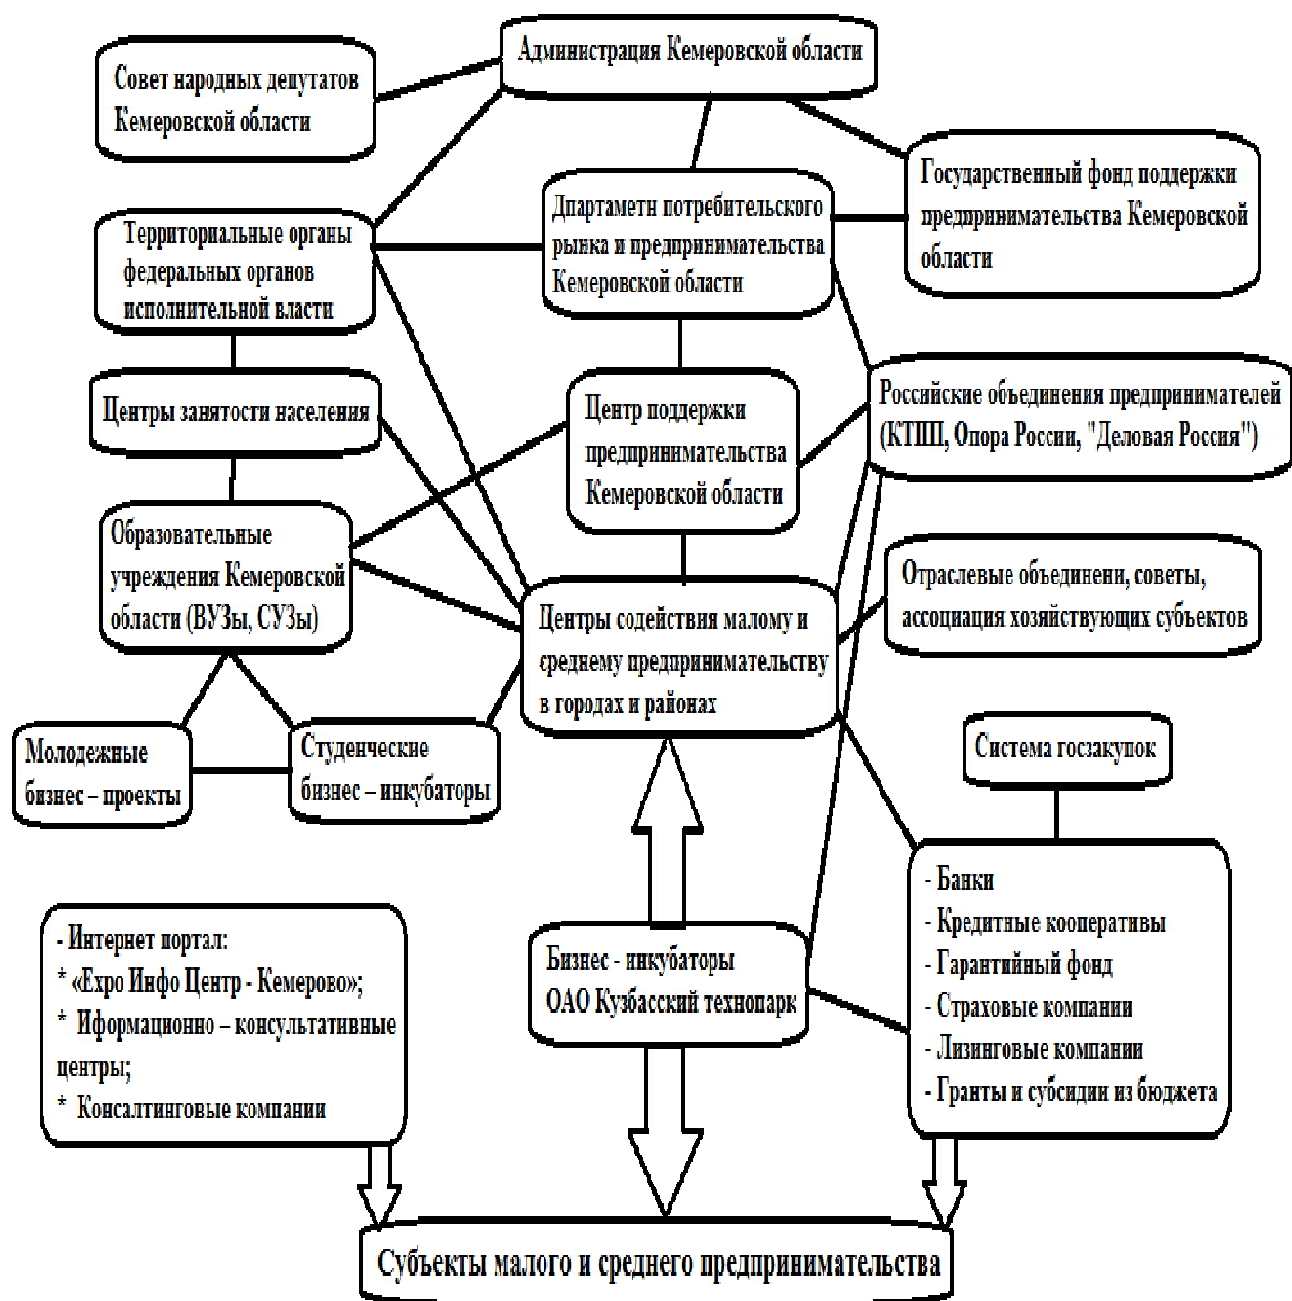 Администрация Кемеровской области
Совет народных депутатов
Кемеровской области
Государственный фонд поддержки
предпринимательства Кемеровской
области
Дпартаметн потребительского
рынка и предпринимательства
Кемеровской области
Территориальные органы
федеральных органов
исполнительной власти
Центры занятости населения
Центр поддержки
предпринимательства
Кемеровской области
Российские объединения предпринимателей
(КТПП, Опора России, "Деловая Россия")
Образовательные
учреждения Кемеровской
области (ВУЗы, СУЗы)
Отраслевые объединени, советы,
ассоциация хозяйствующих субъектов
Центры содействия малому и
среднему предпринимательству
в городах и районах
Молодежные
бизнес – проекты
Студенческие
бизнес – инкубаторы
Система госзакупок
- Банки
- Кредитные кооперативы
- Гарантийный фонд
- Страховые компании
- Лизинговые компании
- Гранты и субсидии из бюджета
- Интернет портал:
* «Ехро Инфо Центр - Кемерово»;
* Иформационно – консультативные
центры;
* Консалтинговые компании
Бизнес - инкубаторы
ОАО Кузбасский технопарк
Субъекты малого и среднего предпринимательства